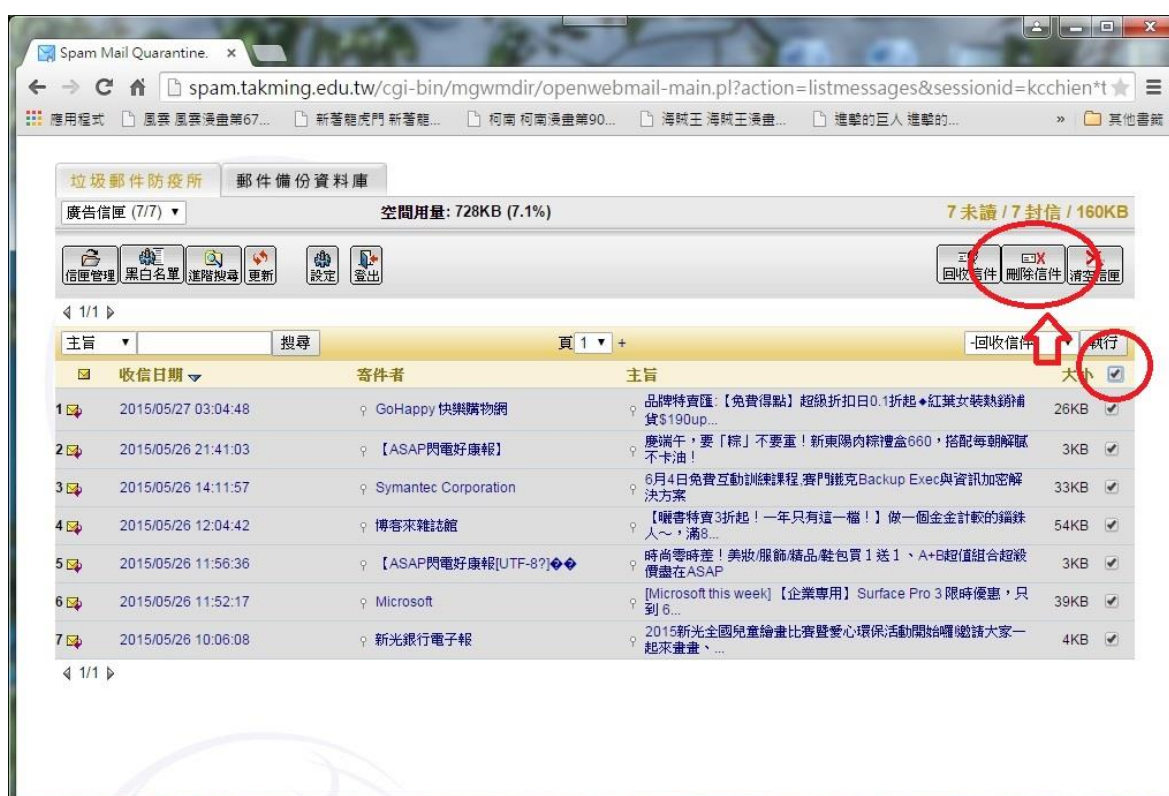 Spam Mail Quarantine.
spam.takming.edu.tw/cgi-bin/mgwmdir/openwebmail-main.pl?action=listmessages&sessionid=kcchien*t
應用程式 風雲 風雲漫畫第67... 新著龍虎門 新著龍... 柯南 柯南漫畫第90... 海賊王 海賊王漫畫... 進擊的巨人 進擊的... » 其他書籤
垃圾郵件防疫所 郵件備份資料庫
廣告信匣 (7/7) 空間用量: 728KB (7.1%) 7 未讀 / 7 封信 / 160KB
信匣管理 黑白名單 進階搜尋 更新 設定 登出 回收信件 刪除信件 清空信匣
1/1
主旨 搜尋 頁 1 + -回收信件 執行
收信日期 寄件者 主旨 大小
1 2015/05/27 03:04:48 GoHappy 快樂購物網 品牌特賣匯:【免費得點】超級折扣日0.1折起◆紅葉女裝熱銷補貨$190up... 26KB
2 2015/05/26 21:41:03 【ASAP閃電好康報】 慶端午,要「粽」不要重!新東陽肉粽禮盒660,搭配每朝解膩不卡油! 3KB
3 2015/05/26 14:11:57 Symantec Corporation 6月4日免費互動訓練課程,賽門鐵克Backup Exec與資訊加密解決方案 33KB
4 2015/05/26 12:04:42 博客來雜誌館 【曬書特賣3折起!一年只有這一檔!】做一個金金計較的錙銖人~,滿8... 54KB
5 2015/05/26 11:56:36 【ASAP閃電好康報[UTF-8?]�� 時尚零時差!美妝/服飾/精品/鞋包買1送1、A+B超值組合超殺價盡在ASAP 3KB
6 2015/05/26 11:52:17 Microsoft [Microsoft this week]【企業專用】Surface Pro 3 限時優惠,只到 6... 39KB
7 2015/05/26 10:06:08 新光銀行電子報 2015新光全國兒童繪畫比賽暨愛心環保活動開始囉!邀請大家一起來畫畫、... 4KB
1/1